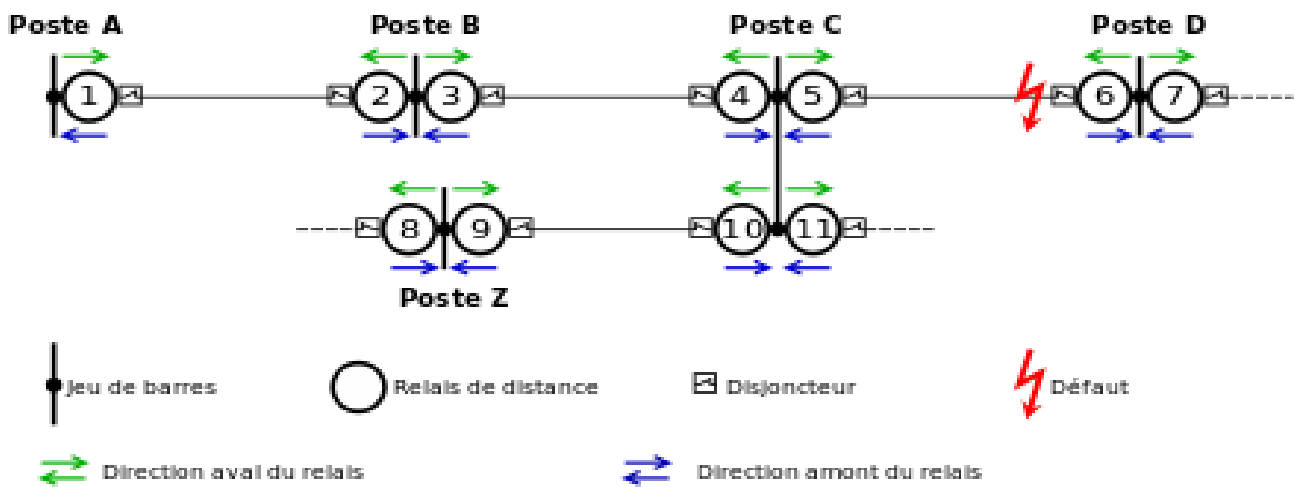 Poste A
Poste B
Poste C
Poste D
1
2
3
4
5
6
7
8
9
10
11
Poste Z
Jeu de barres
Relais de distance
Disjoncteur
Défaut
Direction aval du relais
Direction amont du relais